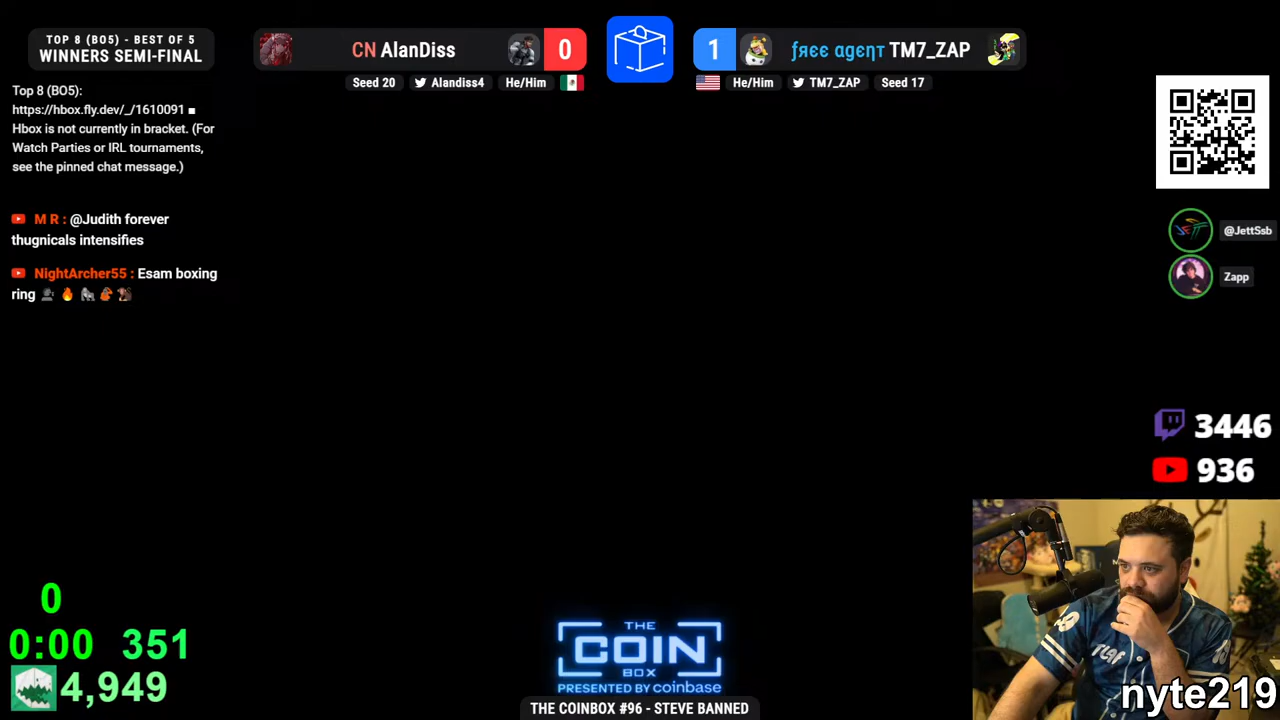 TOP 8 (BO5) - BEST OF 5
WINNERS SEMI-FINAL
CN AlanDiss
0
1
ƒяεε αgεηт TM7_ZAP
Seed 20
Alandiss4
He/Him
He/Him
TM7_ZAP
Seed 17
Top 8 (BO5):
https://hbox.fly.dev/_/1610091 ■
Hbox is not currently in bracket. (For
Watch Parties or IRL tournaments,
see the pinned chat message.)
M R : @Judith forever
thugnicals intensifies
NightArcher55 : Esam boxing
ring
@JettSsb
Zapp
3446
936
0
0:00 351
4,949
THE
COIN
BOX
PRESENTED BY coinbase
THE COINBOX #96 - STEVE BANNED
nyte219